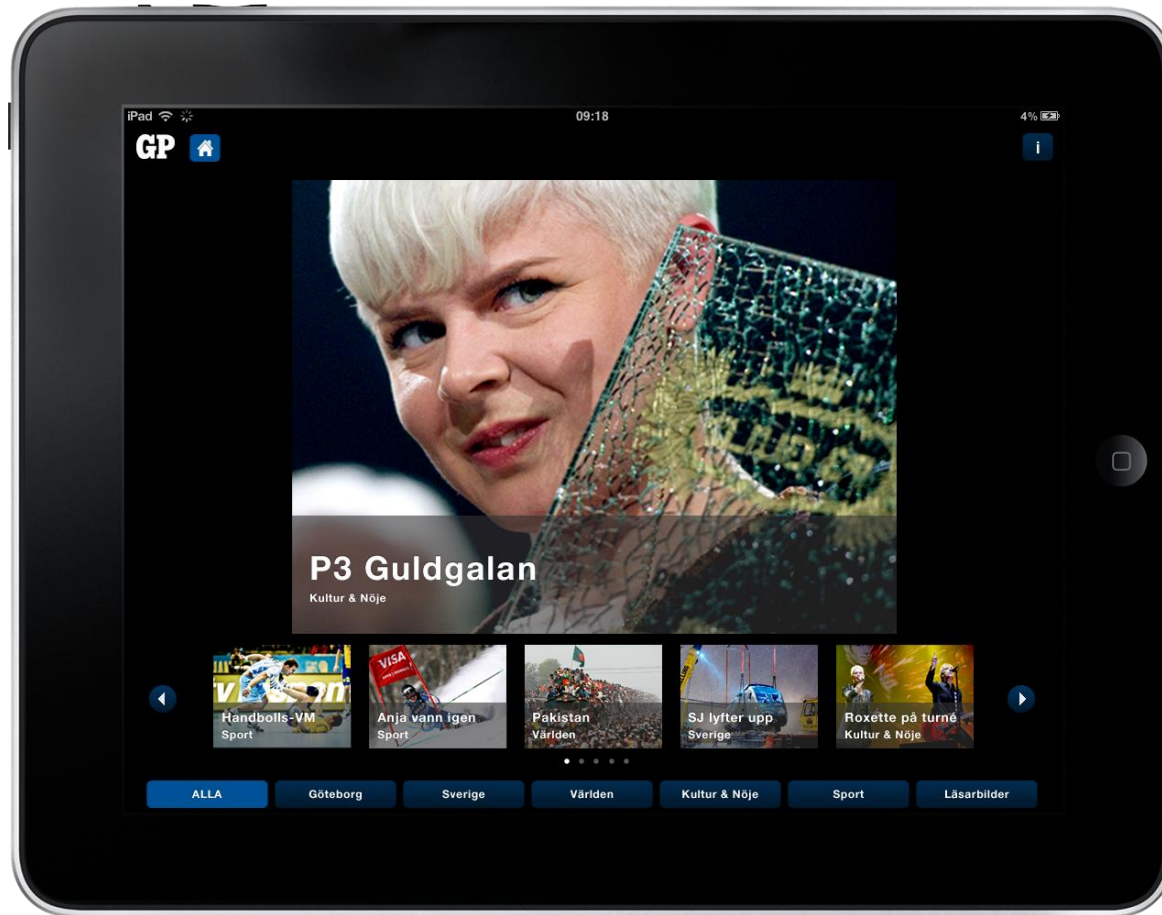 iPad 09:18 4%
GP i
P3 Guldgalan
Kultur & Nöje
VISA
Handbolls-VM
Sport
Anja vann igen
Sport
Pakistan
Världen
SJ lyfter upp
Sverige
Roxette på turné
Kultur & Nöje
ALLA Göteborg Sverige Världen Kultur & Nöje Sport Läsarbilder